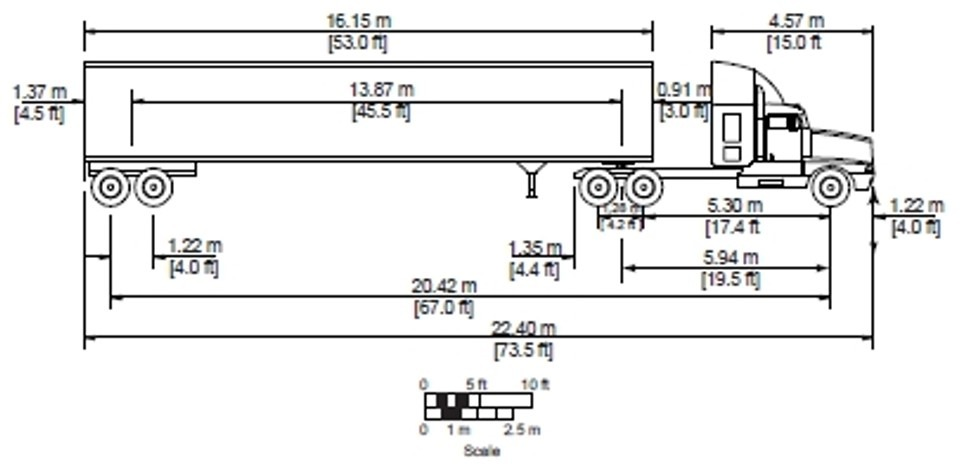 16.15 m
[53.0 ft]
4.57 m
[15.0 ft
1.37 m
[4.5 ft]
13.87 m
[45.5 ft]
0.91 m
[3.0 ft]
1.28 m
[4.2 ft]
5.30 m
[17.4 ft
1.22 m
[4.0 ft]
1.22 m
[4.0 ft]
1.35 m
[4.4 ft]
5.94 m
[19.5 ft]
20.42 m
[67.0 ft]
22.40 m
[73.5 ft]
0 5 ft 10 ft
0 1 m 2.5 m
Scale